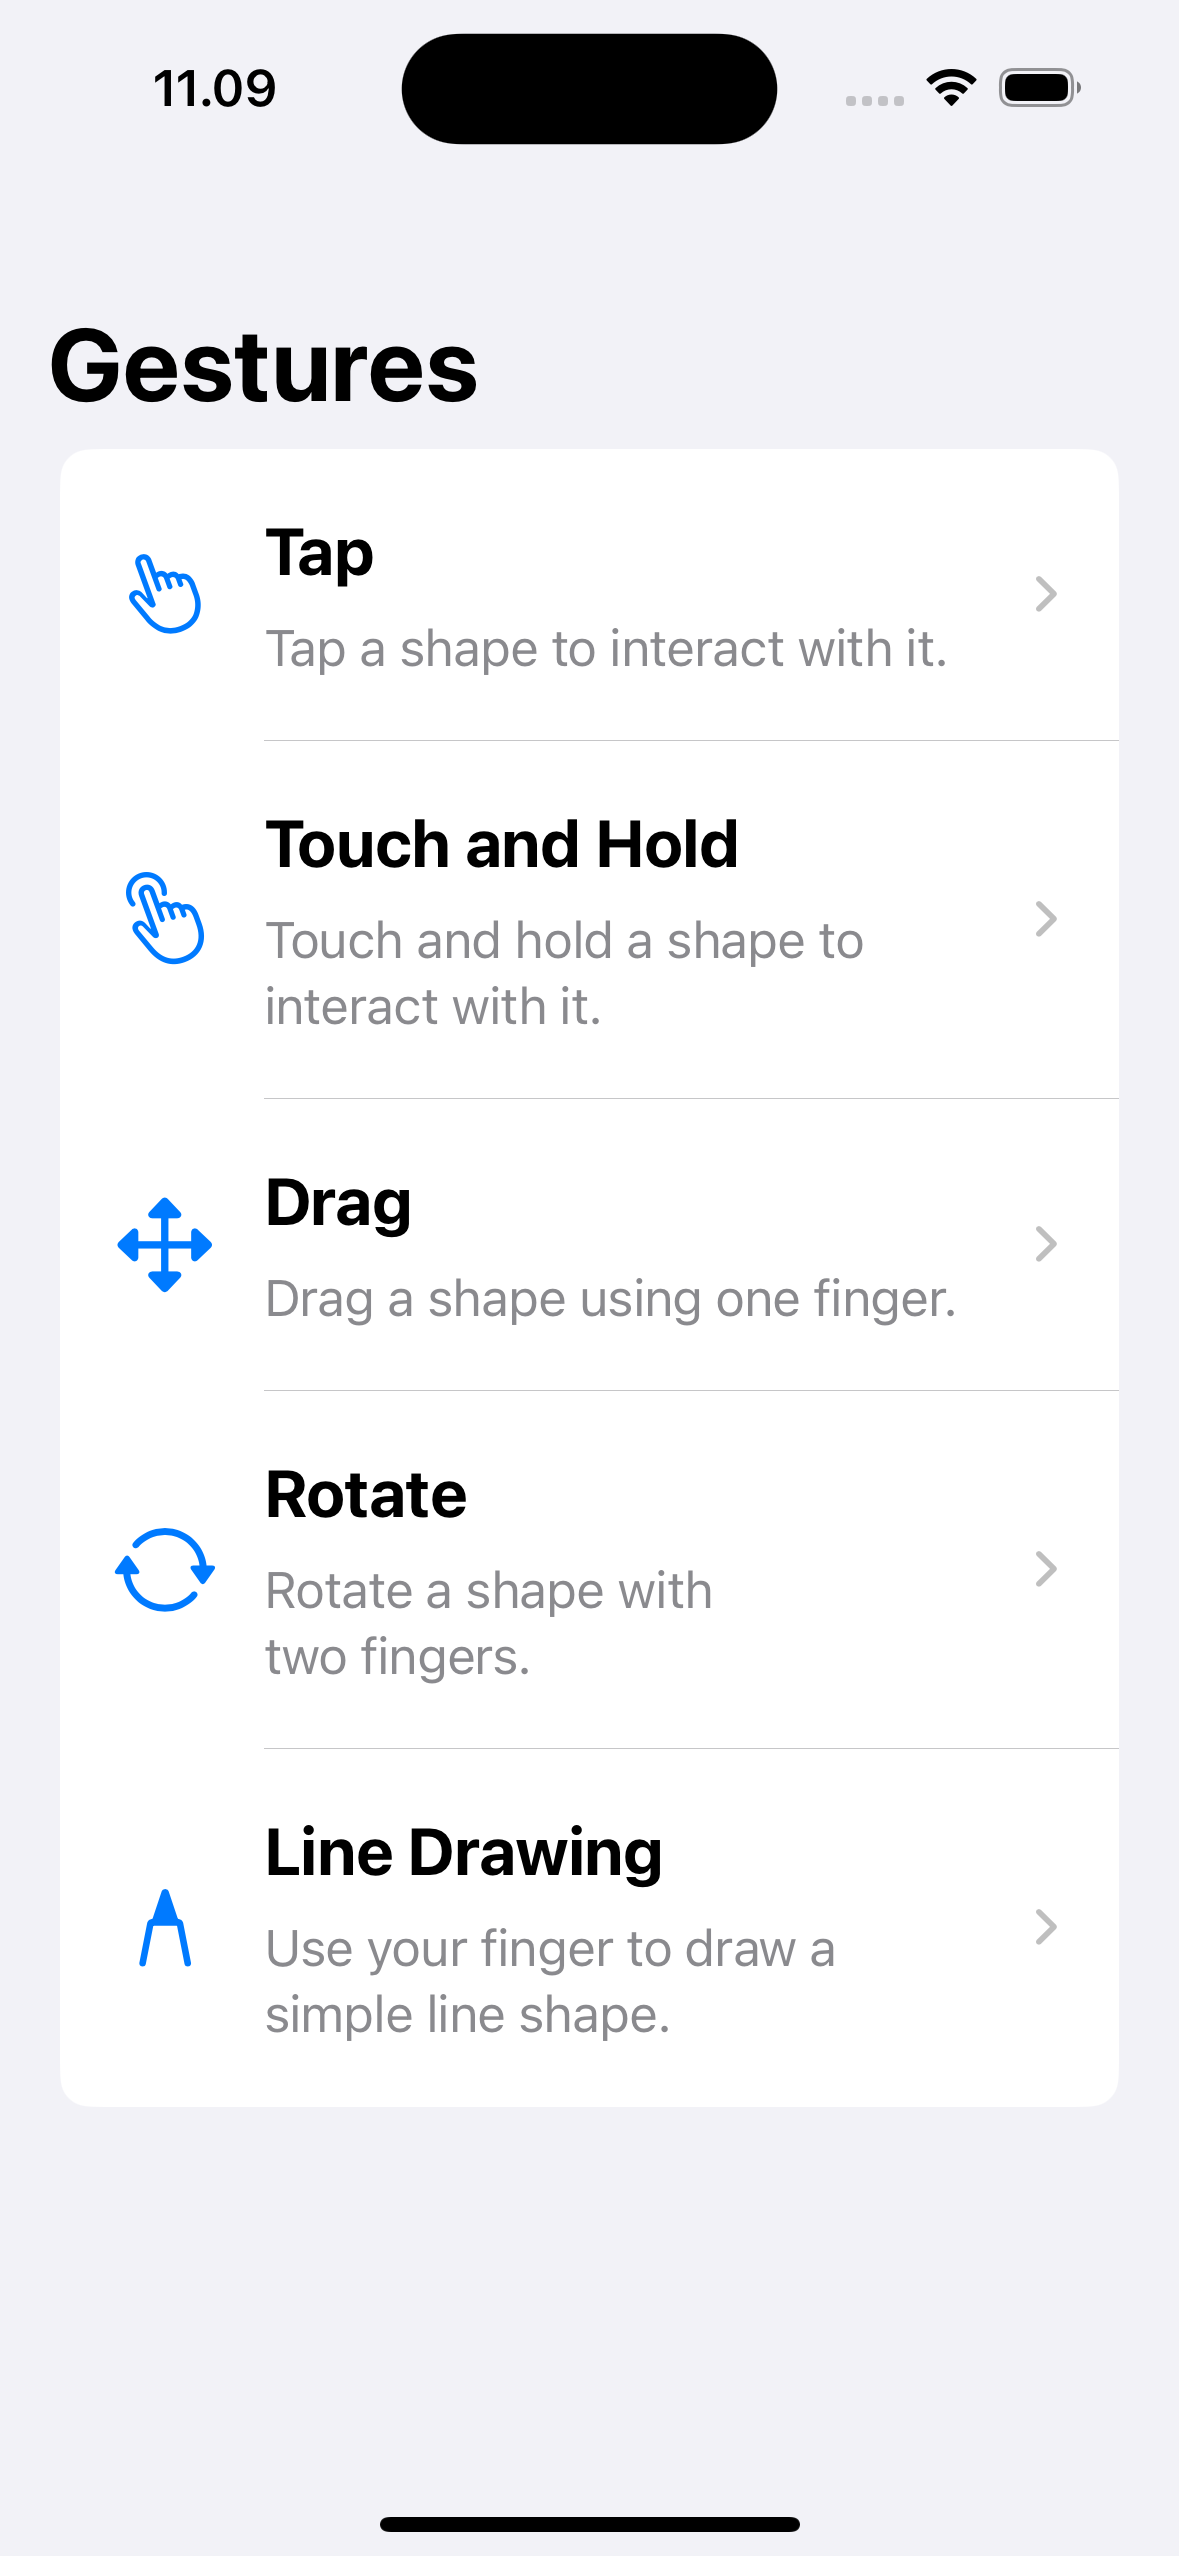 11.09
Gestures
Tap
Tap a shape to interact with it.
Touch and Hold
Touch and hold a shape to
interact with it.
Drag
Drag a shape using one finger.
Rotate
Rotate a shape with
two fingers.
Line Drawing
Use your finger to draw a
simple line shape.